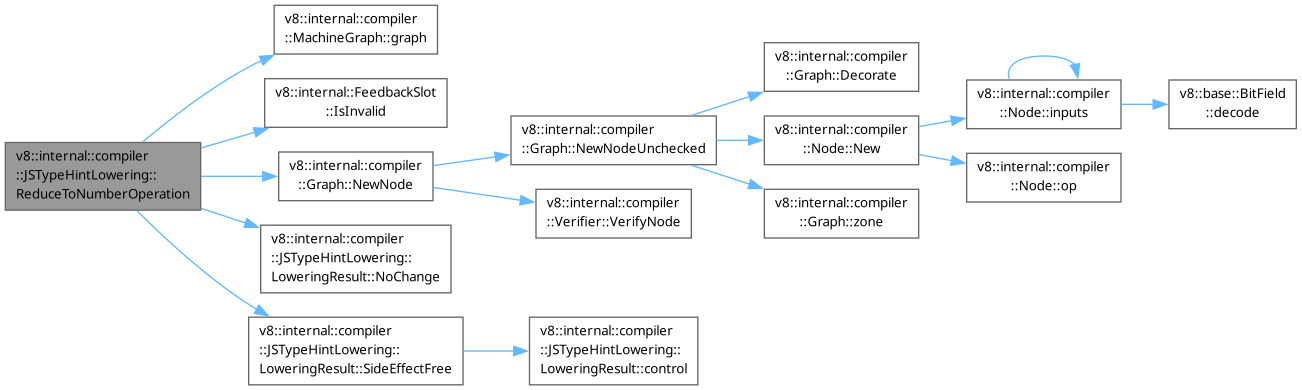 v8::internal::compiler
::JSTypeHintLowering::
ReduceToNumberOperation
v8::internal::compiler
::MachineGraph::graph
v8::internal::FeedbackSlot
::IsInvalid
v8::internal::compiler
::Graph::NewNode
v8::internal::compiler
::JSTypeHintLowering::
LoweringResult::NoChange
v8::internal::compiler
::JSTypeHintLowering::
LoweringResult::SideEffectFree
v8::internal::compiler
::Graph::NewNodeUnchecked
v8::internal::compiler
::Verifier::VerifyNode
v8::internal::compiler
::JSTypeHintLowering::
LoweringResult::control
v8::internal::compiler
::Graph::Decorate
v8::internal::compiler
::Node::New
v8::internal::compiler
::Graph::zone
v8::internal::compiler
::Node::inputs
v8::internal::compiler
::Node::op
v8::base::BitField
::decode